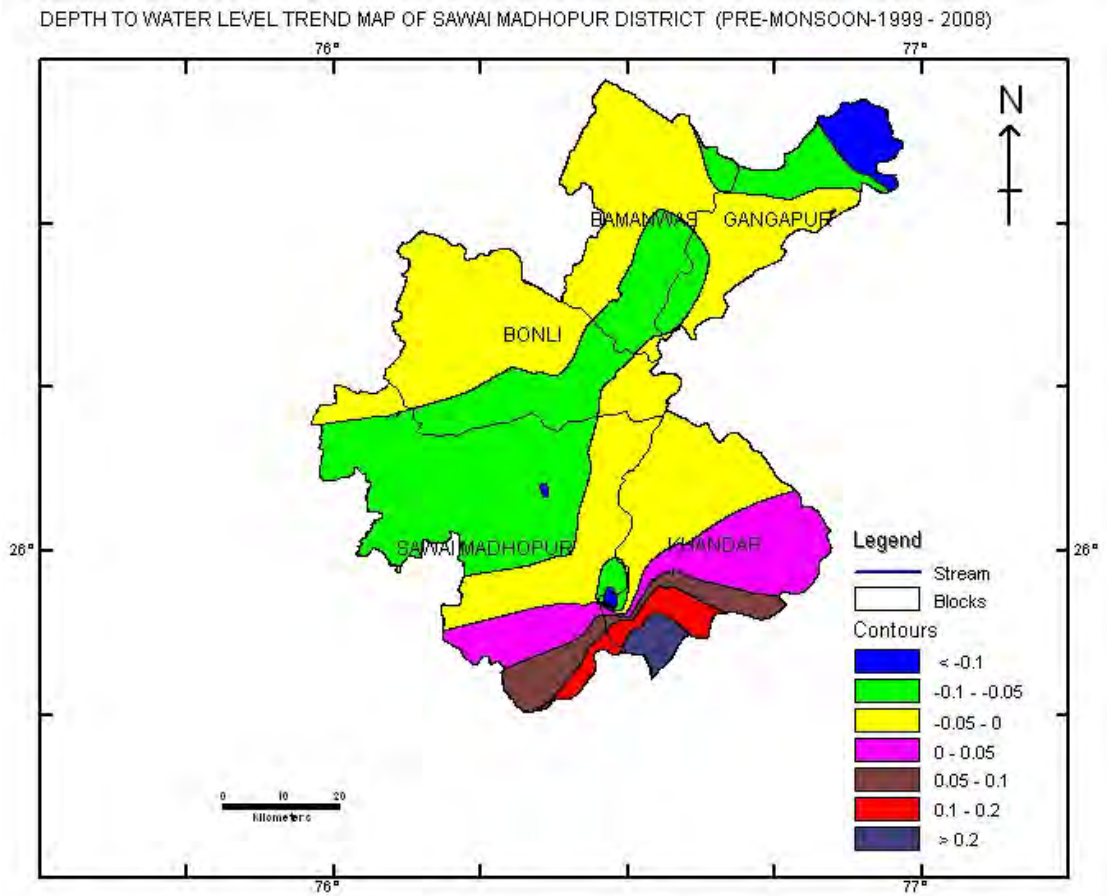 DEPTH TO WATER LEVEL TREND MAP OF SAWAI MADHOPUR DISTRICT (PRE-MONSOON-1999 - 2008)
76° 77°
N
BAMANWAS GANGAPUR
BONLI
26° SAWAI MADHOPUR KHANDAR 26°
Legend
Stream
Blocks
Contours
< -0.1
-0.1 - -0.05
-0.05 - 0
0 - 0.05
0.05 - 0.1
0.1 - 0.2
> 0.2
0 10 20
Kilometers
76° 77°